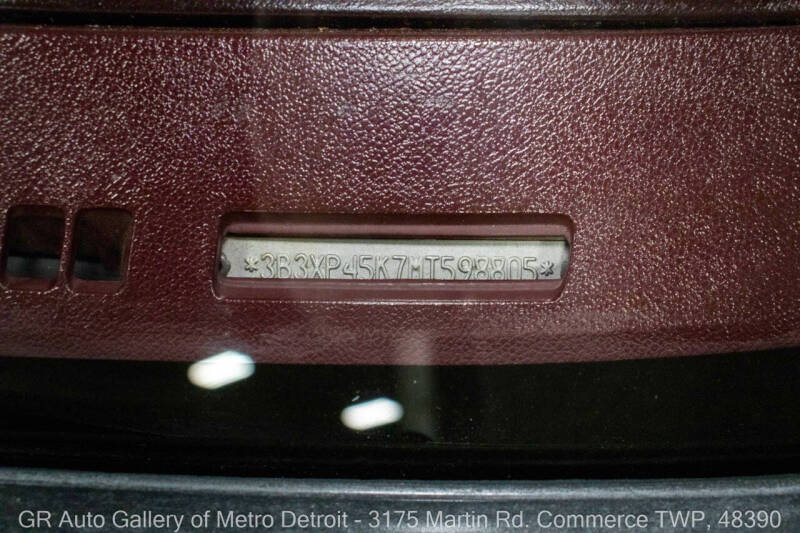 *3B3XP45K7MT598805*
GR Auto Gallery of Metro Detroit - 3175 Martin Rd. Commerce TWP, 48390